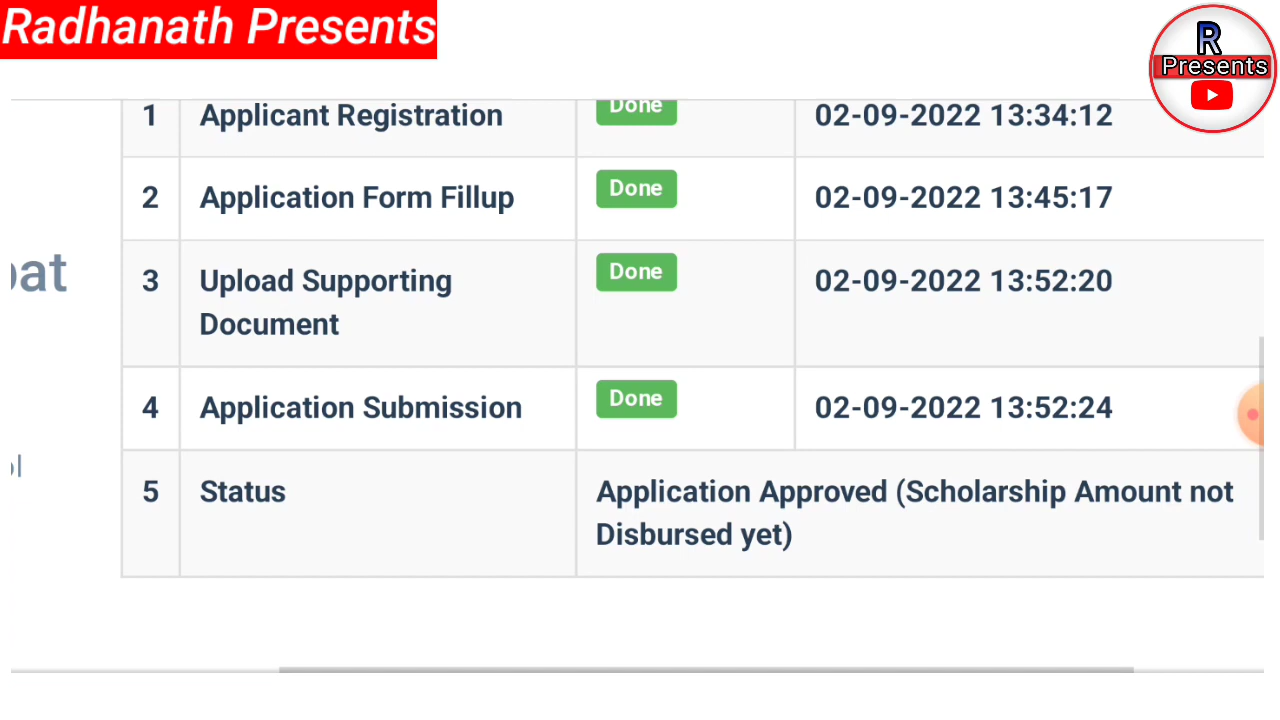 Radhanath Presents
R
Presents
1 Applicant Registration Done 02-09-2022 13:34:12
2 Application Form Fillup Done 02-09-2022 13:45:17
3 Upload Supporting Done 02-09-2022 13:52:20
Document
4 Application Submission Done 02-09-2022 13:52:24
5 Status Application Approved (Scholarship Amount not
Disbursed yet)